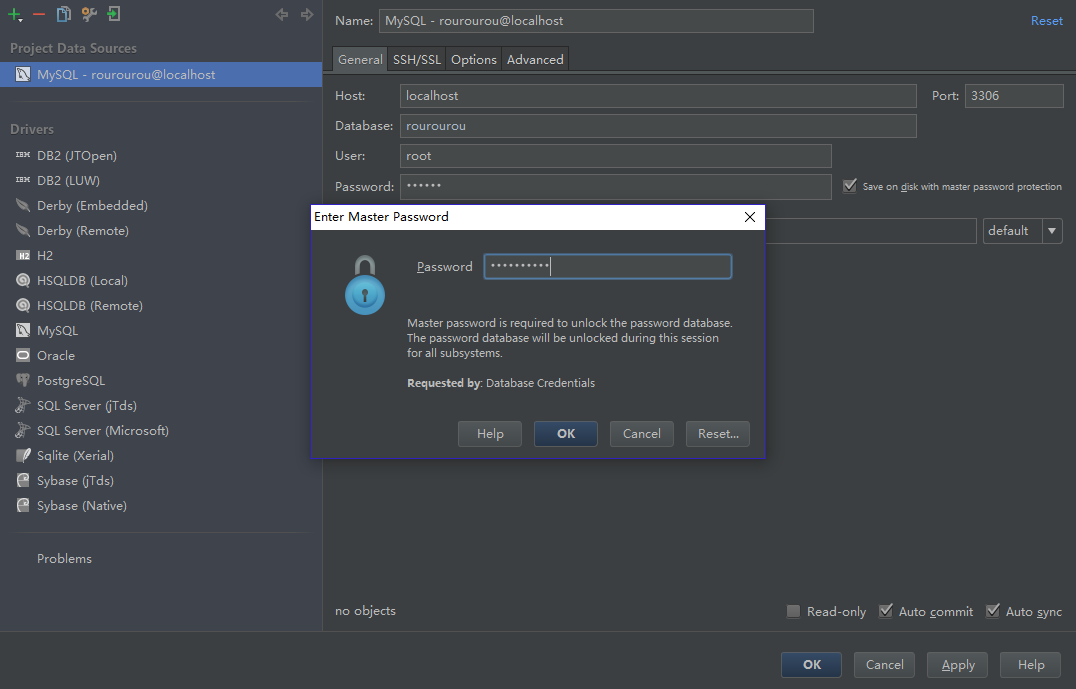 Project Data Sources
MySQL - rourourou@localhost
Drivers
IBM DB2 (JTOpen)
IBM DB2 (LUW)
Derby (Embedded)
Derby (Remote)
H2 H2
HSQLDB (Local)
HSQLDB (Remote)
MySQL
Oracle
PostgreSQL
SQL Server (jTds)
SQL Server (Microsoft)
Sqlite (Xerial)
Sybase (jTds)
Sybase (Native)
Problems
Name: MySQL - rourourou@localhost Reset
General SSH/SSL Options Advanced
Host: localhost Port: 3306
Database: rourourou
User: root
Password: •••••• Save on disk with master password protection
default
Enter Master Password
Password ••••••••••
Master password is required to unlock the password database.
The password database will be unlocked during this session
for all subsystems.
Requested by: Database Credentials
Help OK Cancel Reset...
no objects Read-only Auto commit Auto sync
OK Cancel Apply Help